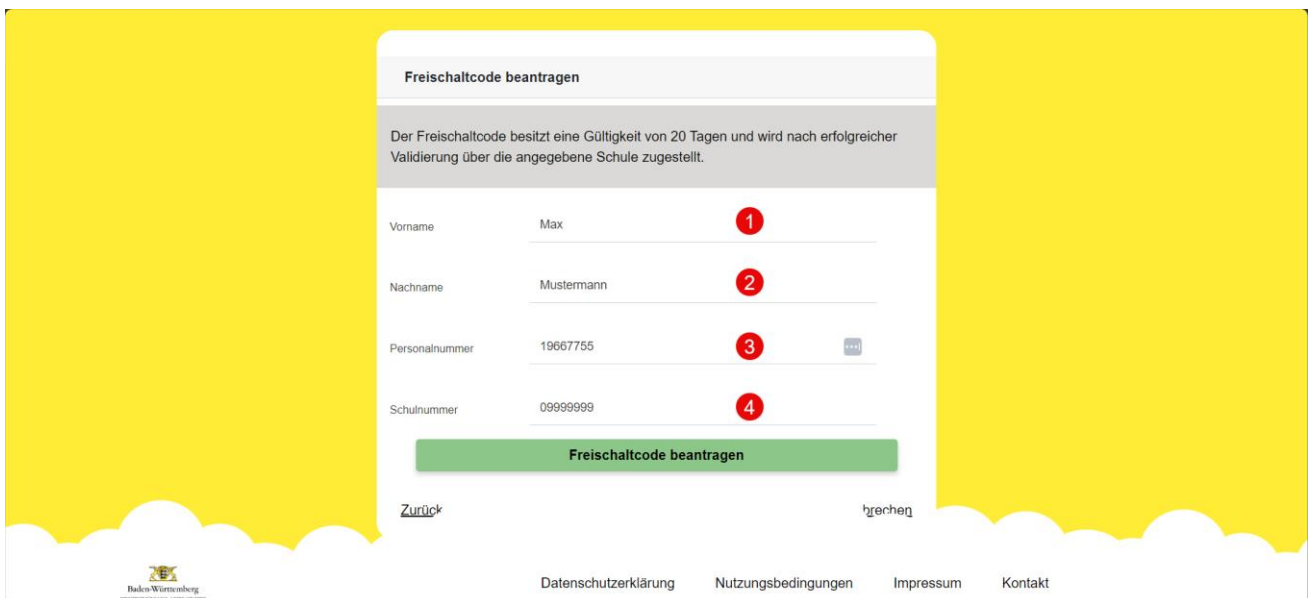 Freischaltcode beantragen
Der Freischaltcode besitzt eine Gültigkeit von 20 Tagen und wird nach erfolgreicher
Validierung über die angegebene Schule zugestellt.
Vorname Max 1
Nachname Mustermann 2
Personalnummer 19667755 3
Schulnummer 09999999 4
Freischaltcode beantragen
Zurück brechen
Baden-Württemberg
Datenschutzerklärung Nutzungsbedingungen Impressum Kontakt